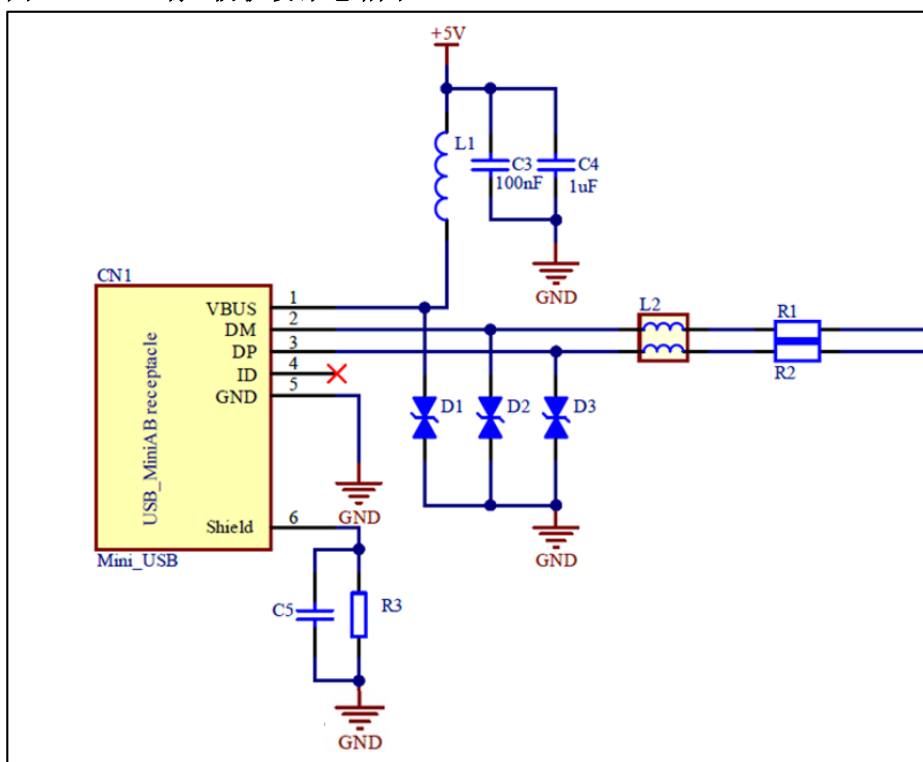 +5V
L1
C3
100nF
C4
1uF
GND
CN1
VBUS
1
DM
2
DP
3
ID
4
GND
5
Shield
6
USB_MiniAB receptacle
Mini_USB
L2
R1
R2
D1
D2
D3
GND
GND
C5
R3
GND